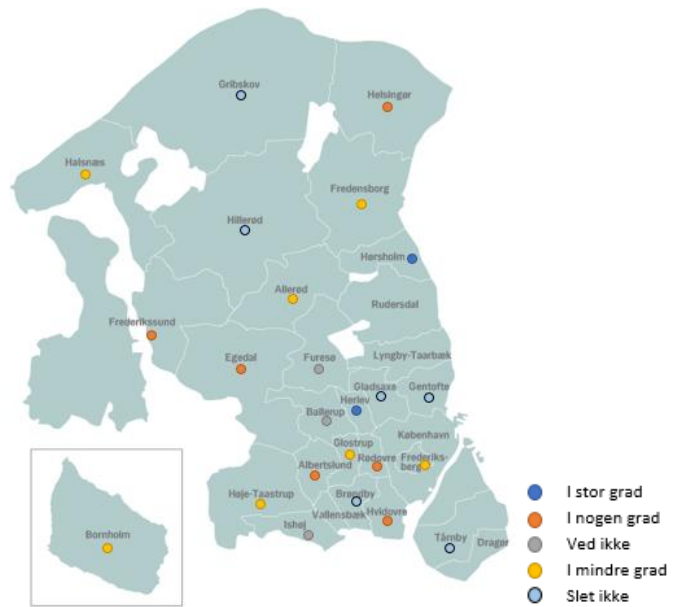 Gribskov
Helsingør
Halsnæs
Fredensborg
Hillerød
Hørsholm
Allerød
Rudersdal
Frederikssund
Egedal
Furesø
Lyngby-Taarbæk
Gladsaxe
Gentofte
Herlev
Ballerup
København
Glostrup
Rødovre
Frederiks-
berg
Albertslund
Høje-Taastrup
Brøndby
Vallensbæk
Hvidovre
Ishøj
Tårnby
Dragør
Bornholm
I stor grad
I nogen grad
Ved ikke
I mindre grad
Slet ikke